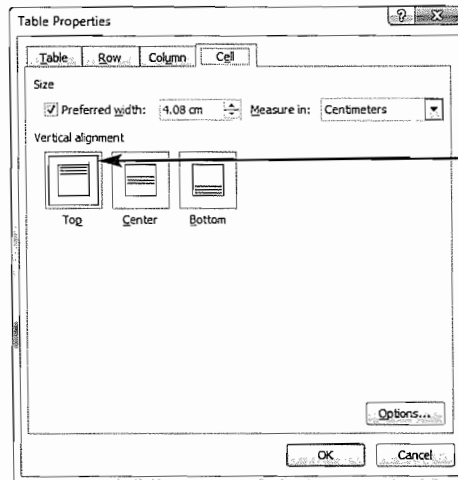 Table Properties
Table Row Column Cell
Size
Preferred width: 4.08 cm Measure in: Centimeters
Vertical alignment
Top Center Bottom
Options...
OK Cancel